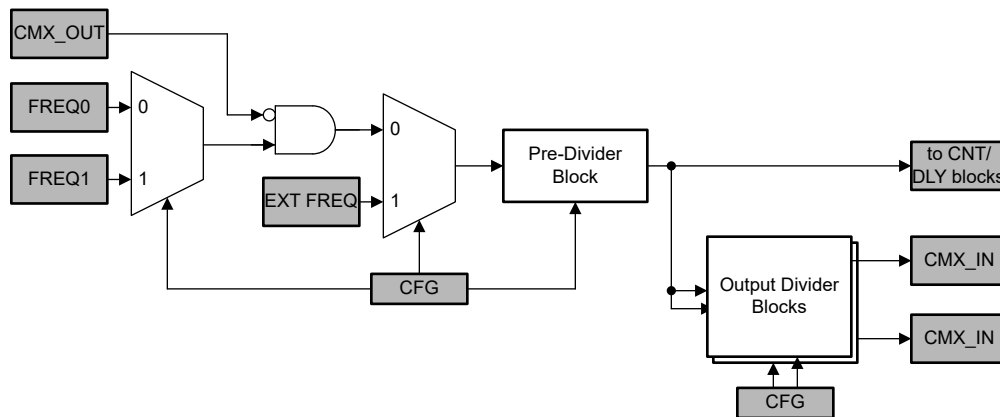 CMX_OUT
FREQ0
0
FREQ1
1
0
EXT FREQ
1
Pre-Divider
Block
to CNT/
DLY blocks
CFG
Output Divider
Blocks
CMX_IN
CMX_IN
CFG